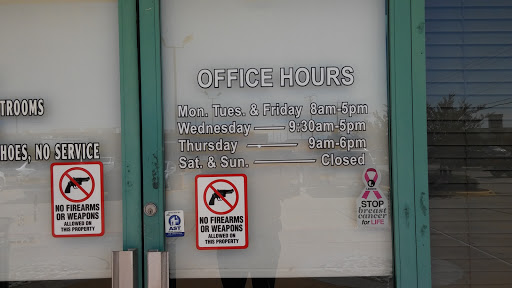 TROOMS
HOES, NO SERVICE
NO FIREARMS
OR WEAPONS
ALLOWED ON
THIS PROPERTY
OFFICE HOURS
Mon. Tues. & Friday 8am-5pm
Wednesday 9:30am-5pm
Thursday 9am-6pm
Sat, & Sun. Closed
AST
NO FIREARMS
OR WEAPONS
ALLOWED ON
THIS PROPERTY
STOP
breast
cancer
for LIFE